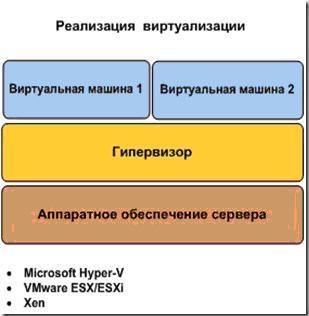 Реализация виртуализации
Виртуальная машина 1
Виртуальная машина 2
Гипервизор
Аппаратное обеспечение сервера
• Microsoft Hyper-V
• VMware ESX/ESXi
• Xen